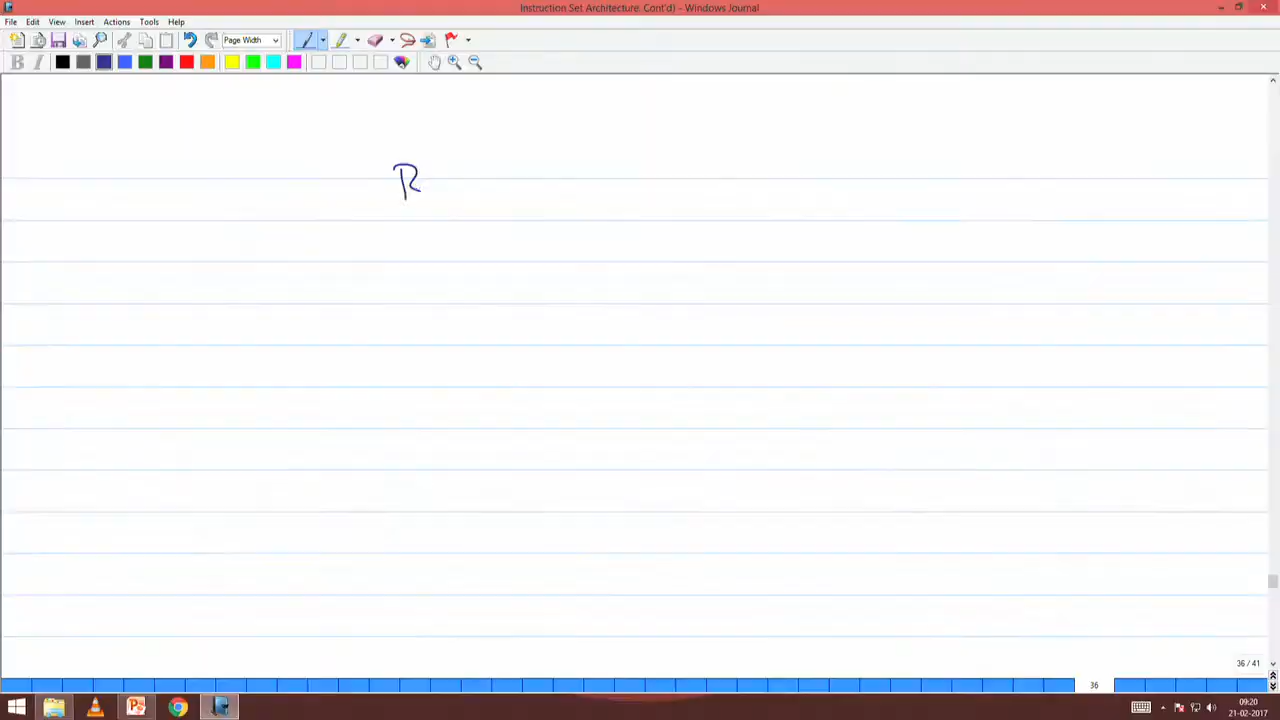 Instruction Set Architecture. Cont'd) - Windows Journal
File Edit View Insert Actions Tools Help
Page Width
B I
R
36 / 41
36
09:20
21-02-2017